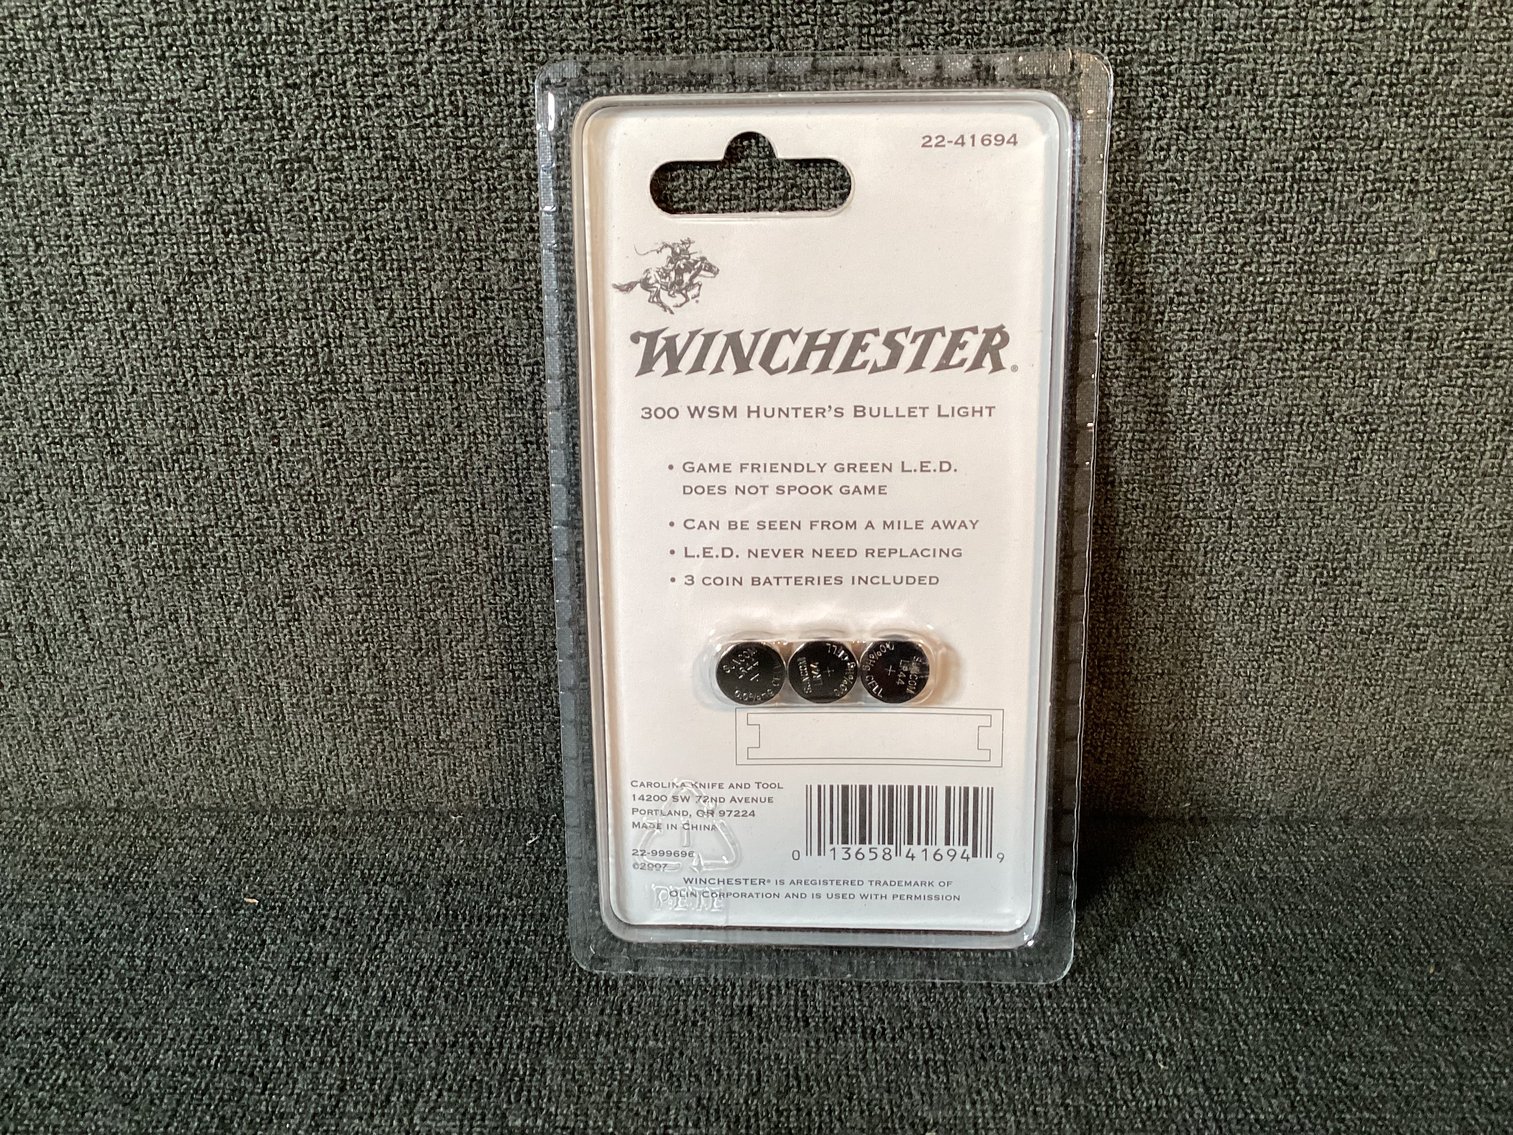 22-41694
WINCHESTER®
300 WSM HUNTER'S BULLET LIGHT
• GAME FRIENDLY GREEN L.E.D.
DOES NOT SPOOK GAME
• CAN BE SEEN FROM A MILE AWAY
• L.E.D. NEVER NEED REPLACING
• 3 COIN BATTERIES INCLUDED
CAROLINA KNIFE AND TOOL
14200 SW 72ND AVENUE
PORTLAND, OR 97224
MADE IN CHINA
22-999696
©2007
0 13658 41694 9
WINCHESTER® IS AREGISTERED TRADEMARK OF
OLIN CORPORATION AND IS USED WITH PERMISSION